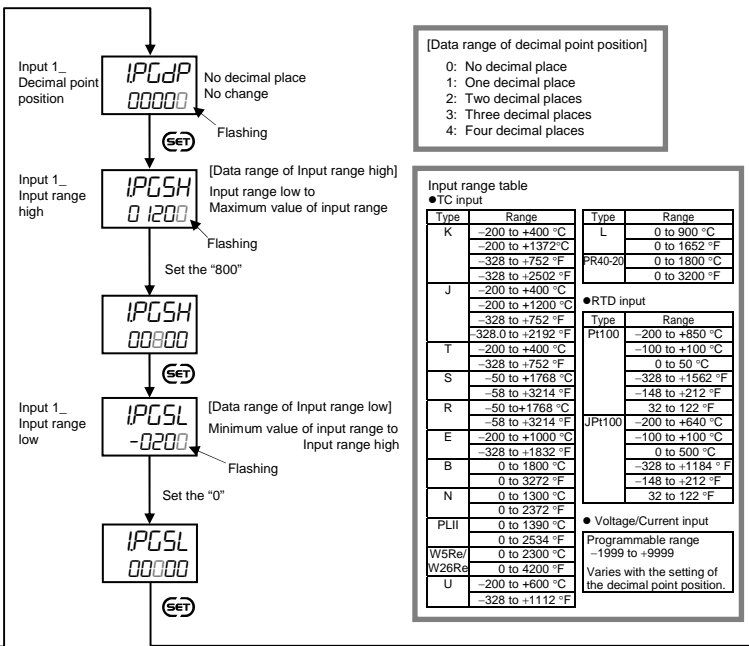 Input 1_
Decimal point
position
1.PGdP
00000
No decimal place
No change
Flashing
SET
Input 1_
Input range
high
1.PGSH
01200
[Data range of Input range high]
Input range low to
Maximum value of input range
Flashing
Set the “800”
1.PGSH
00800
SET
Input 1_
Input range
low
1.PGSL
-0200
[Data range of Input range low]
Minimum value of input range to
Input range high
Flashing
Set the “0”
1.PGSL
00000
SET
[Data range of decimal point position]
0: No decimal place
1: One decimal place
2: Two decimal places
3: Three decimal places
4: Four decimal places
Input range table
●TC input
Type Range
K −200 to +400 °C
−200 to +1372°C
−328 to +752 °F
−328 to +2502 °F
J −200 to +400 °C
−200 to +1200 °C
−328 to +752 °F
−328.0 to +2192 °F
T −200 to +400 °C
−328 to +752 °F
S −50 to +1768 °C
−58 to +3214 °F
R −50 to+1768 °C
−58 to +3214 °F
E −200 to +1000 °C
−328 to +1832 °F
B 0 to 1800 °C
0 to 3272 °F
N 0 to 1300 °C
0 to 2372 °F
PLII 0 to 1390 °C
0 to 2534 °F
W5Re/ 0 to 2300 °C
W26Re 0 to 4200 °F
U −200 to +600 °C
−328 to +1112 °F
Type Range
L 0 to 900 °C
0 to 1652 °F
PR40-20 0 to 1800 °C
0 to 3200 °F
●RTD input
Type Range
Pt100 −200 to +850 °C
−100 to +100 °C
0 to 50 °C
−328 to +1562 °F
−148 to +212 °F
32 to 122 °F
JPt100 −200 to +640 °C
−100 to +100 °C
0 to 500 °C
−328 to +1184 ° F
−148 to +212 °F
32 to 122 °F
● Voltage/Current input
Programmable range
−1999 to +9999
Varies with the setting of
the decimal point position.